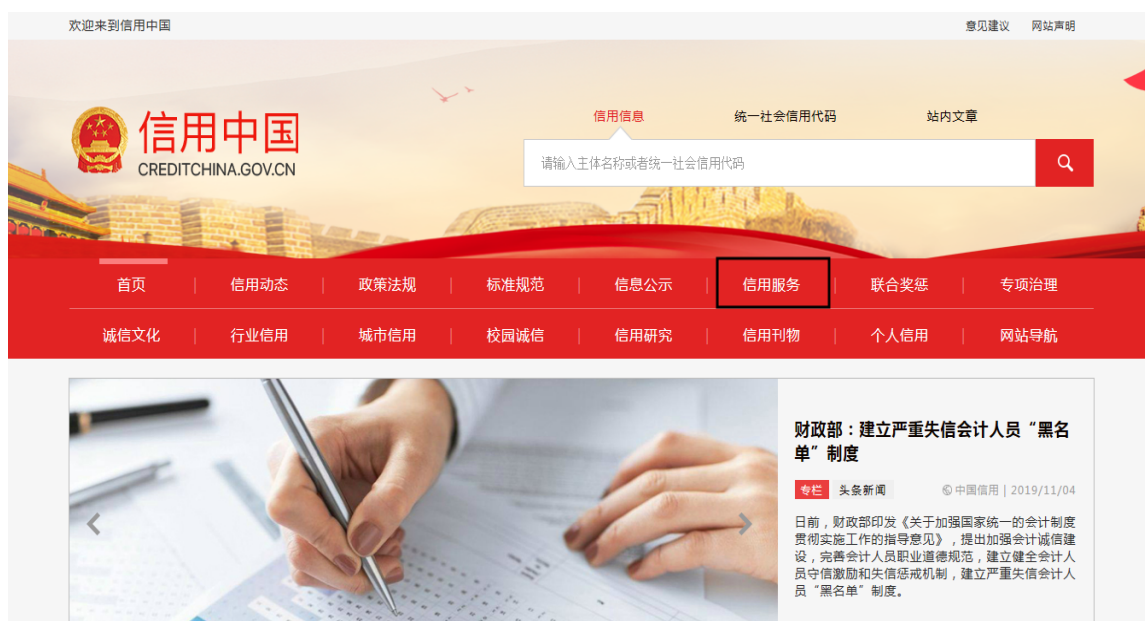 欢迎来到信用中国
意见建议 网站声明
信用中国
CREDITCHINA.GOV.CN
信用信息 统一社会信用代码 站内文章
请输入主体名称或者统一社会信用代码
首页 信用动态 政策法规 标准规范 信息公示 信用服务 联合奖惩 专项治理
诚信文化 行业信用 城市信用 校园诚信 信用研究 信用刊物 个人信用 网站导航
财政部：建立严重失信会计人员“黑名
单”制度
专栏 头条新闻 中国信用 | 2019/11/04
日前，财政部印发《关于加强国家统一的会计制度
贯彻实施工作的指导意见》，提出加强会计诚信建
设，完善会计人员职业道德规范，建立健全会计人
员守信激励和失信惩戒机制，建立严重失信会计人
员“黑名单”制度。